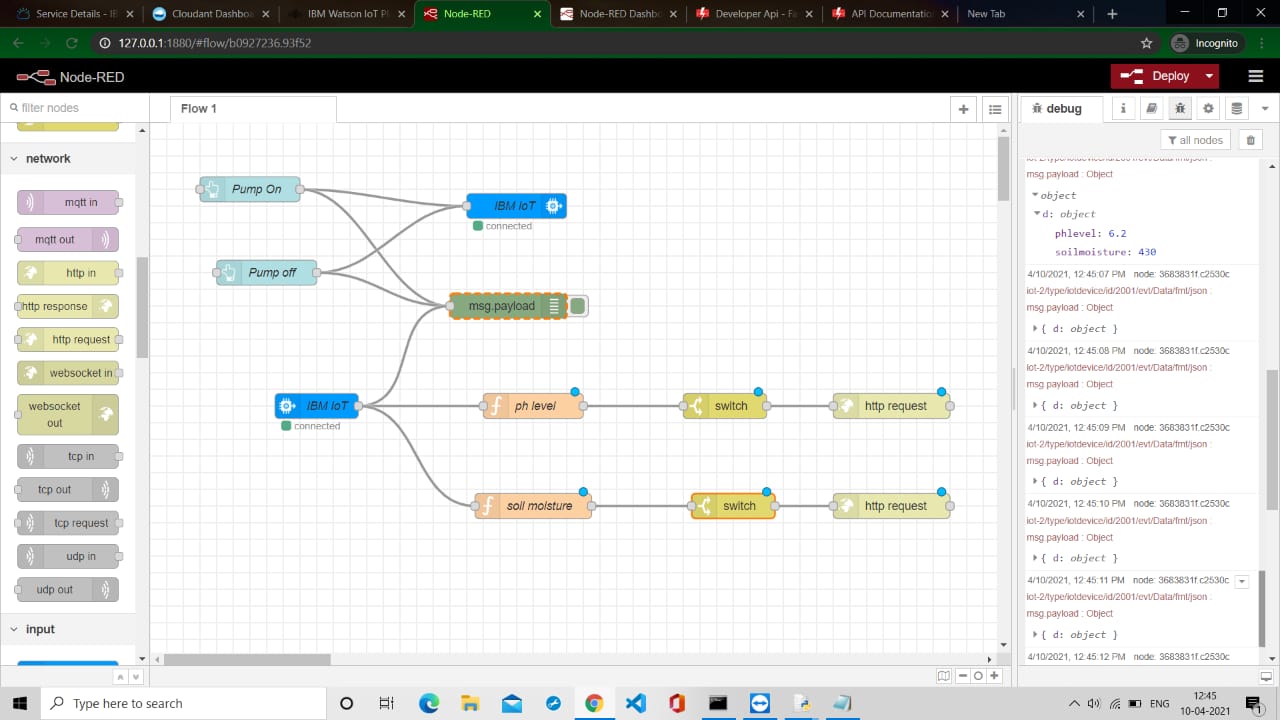 Services Details - IB
Cloudant Dashboa
IBM Watson IoT Pl
Node-RED
Node-RED Dashbo
Developer Api - Fa
API Documentation
New Tab
127.0.0.1:1880/#flow/b0927236.93f52
Incognito
Node-RED
Deploy
filter nodes
Flow 1
debug
all nodes
network
mqtt in
mqtt out
http in
http response
http request
websocket in
websocket
out
tcp in
tcp out
tcp request
udp in
udp out
input
Pump On
IBM IoT
connected
Pump off
msg.payload
IBM IoT
connected
ph level
switch
http request
soil moisture
switch
http request
iot-2/type/iotdevice/id/2001/evt/Data/fmt/json :
msg.payload : Object
object
d: object
phlevel: 6.2
soilmoisture: 430
4/10/2021, 12:45:07 PM node: 3683831f.c2530c
iot-2/type/iotdevice/id/2001/evt/Data/fmt/json :
msg.payload : Object
{ d: object }
4/10/2021, 12:45:08 PM node: 3683831f.c2530c
iot-2/type/iotdevice/id/2001/evt/Data/fmt/json :
msg.payload : Object
{ d: object }
4/10/2021, 12:45:09 PM node: 3683831f.c2530c
iot-2/type/iotdevice/id/2001/evt/Data/fmt/json :
msg.payload : Object
{ d: object }
4/10/2021, 12:45:10 PM node: 3683831f.c2530c
iot-2/type/iotdevice/id/2001/evt/Data/fmt/json :
msg.payload : Object
{ d: object }
4/10/2021, 12:45:11 PM node: 3683831f.c2530c
iot-2/type/iotdevice/id/2001/evt/Data/fmt/json :
msg.payload : Object
{ d: object }
4/10/2021, 12:45:12 PM node: 3683831f.c2530c
Type here to search
ENG
12:45
10-04-2021
1